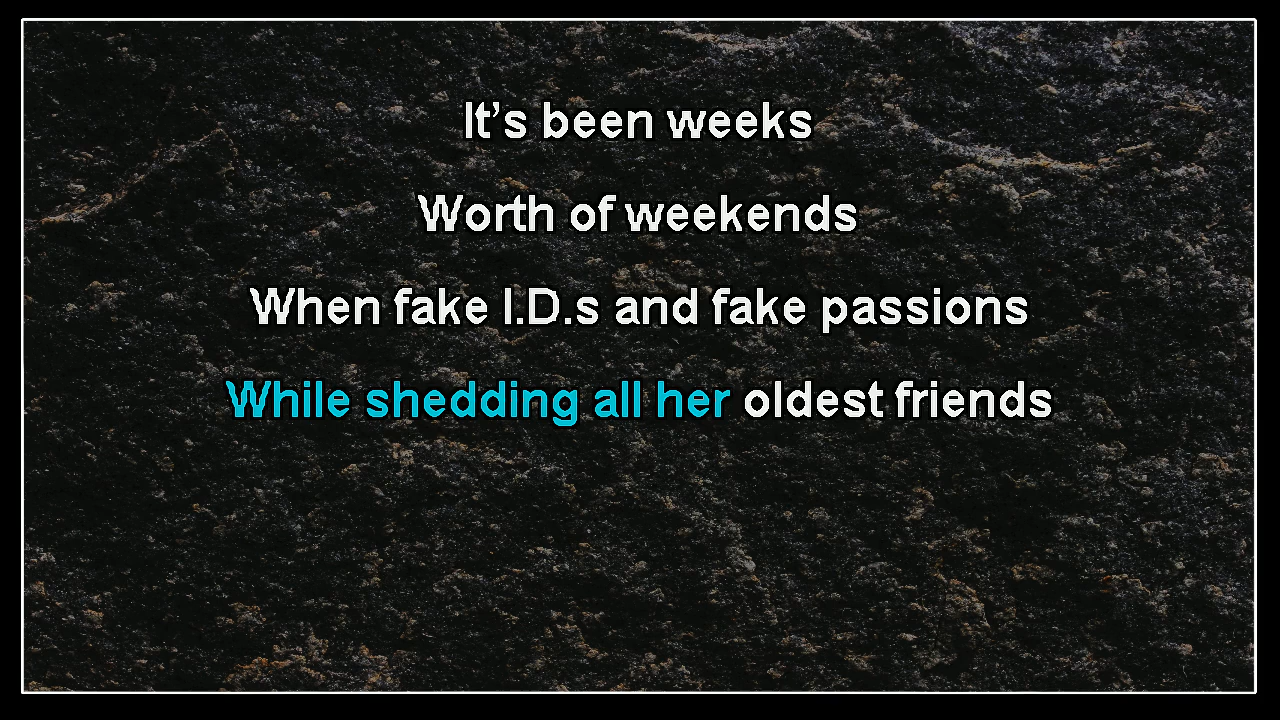 It’s been weeks
Worth of weekends
When fake I.D.s and fake passions
While shedding all her oldest friends